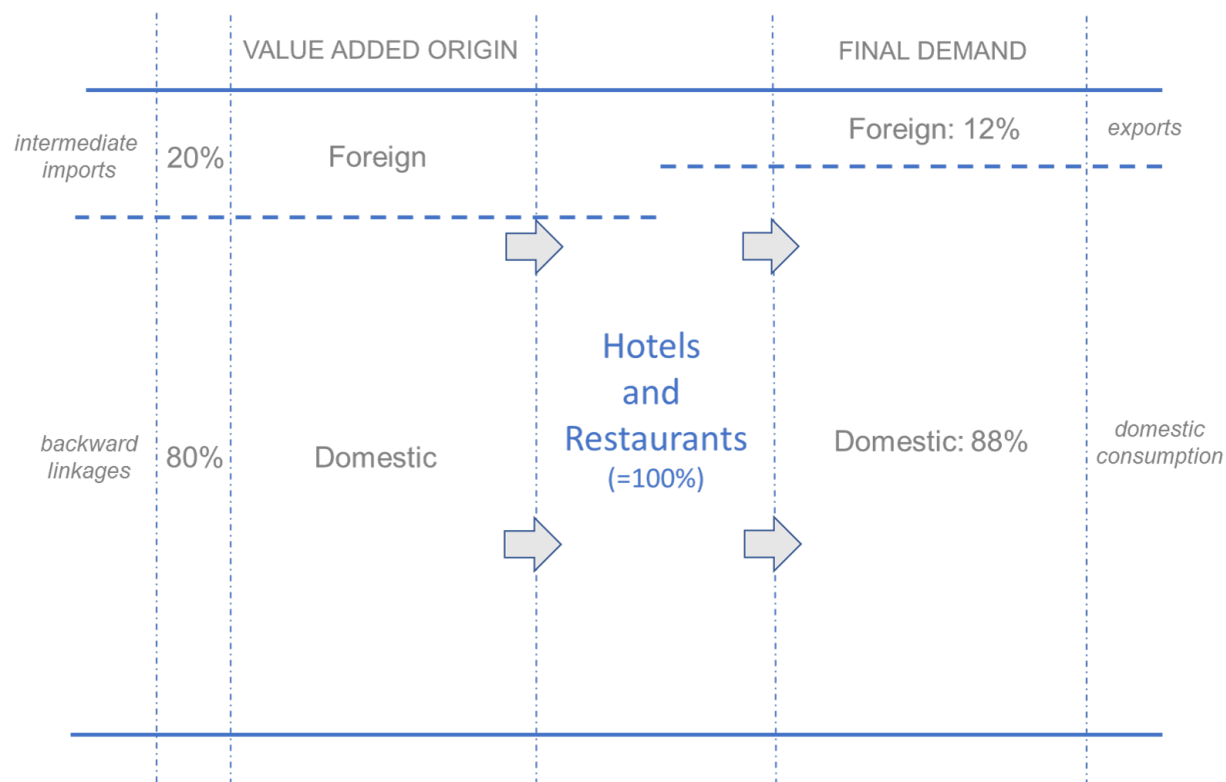 VALUE ADDED ORIGIN
FINAL DEMAND
intermediate
imports
20%
Foreign
Foreign: 12%
exports
Hotels
and
Restaurants
(=100%)
backward
linkages
80%
Domestic
Domestic: 88%
domestic
consumption